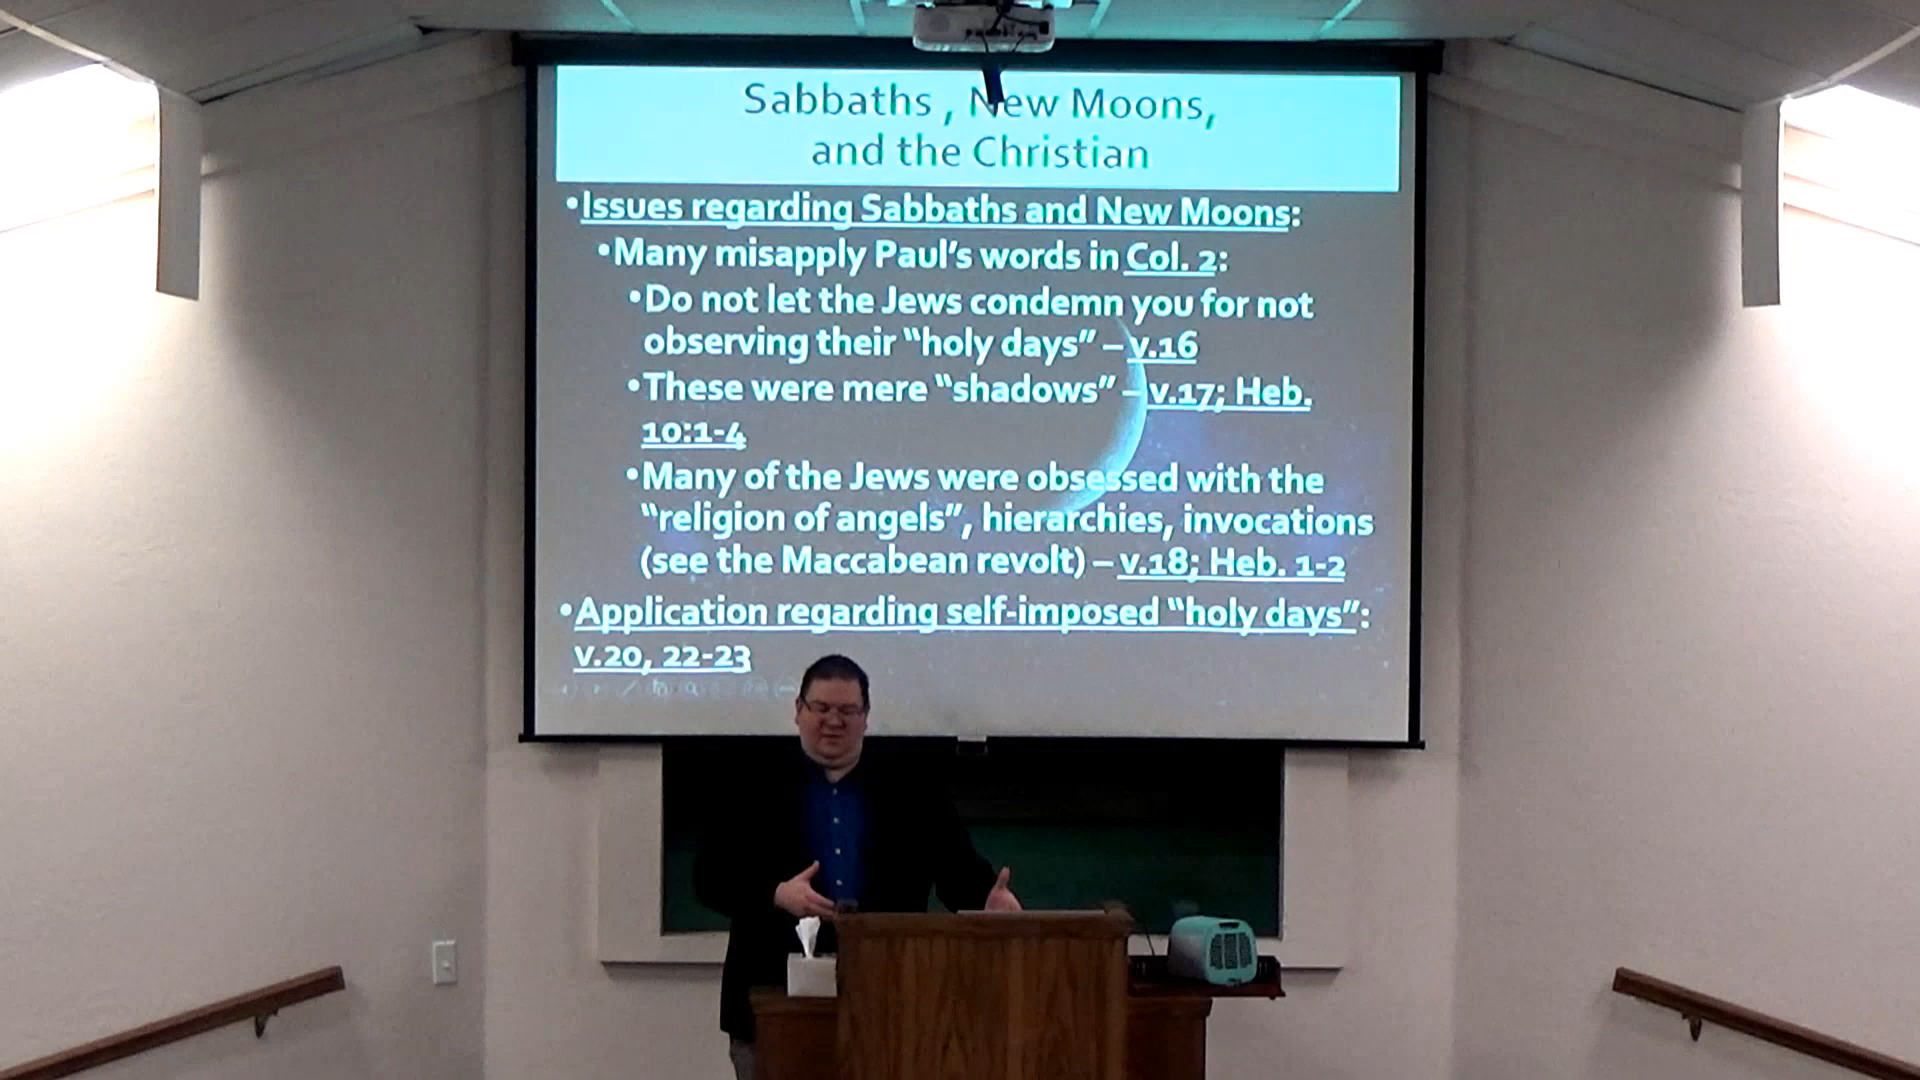 Sabbaths , New Moons,
and the Christian
•Issues regarding Sabbaths and New Moons:
•Many misapply Paul's words in Col. 2:
•Do not let the Jews condemn you for not
observing their “holy days” – v.16
•These were mere “shadows” – v.17; Heb.
10:1-4
•Many of the Jews were obsessed with the
“religion of angels”, hierarchies, invocations
(see the Maccabean revolt) – v.18; Heb. 1-2
•Application regarding self-imposed “holy days”:
v.20, 22-23